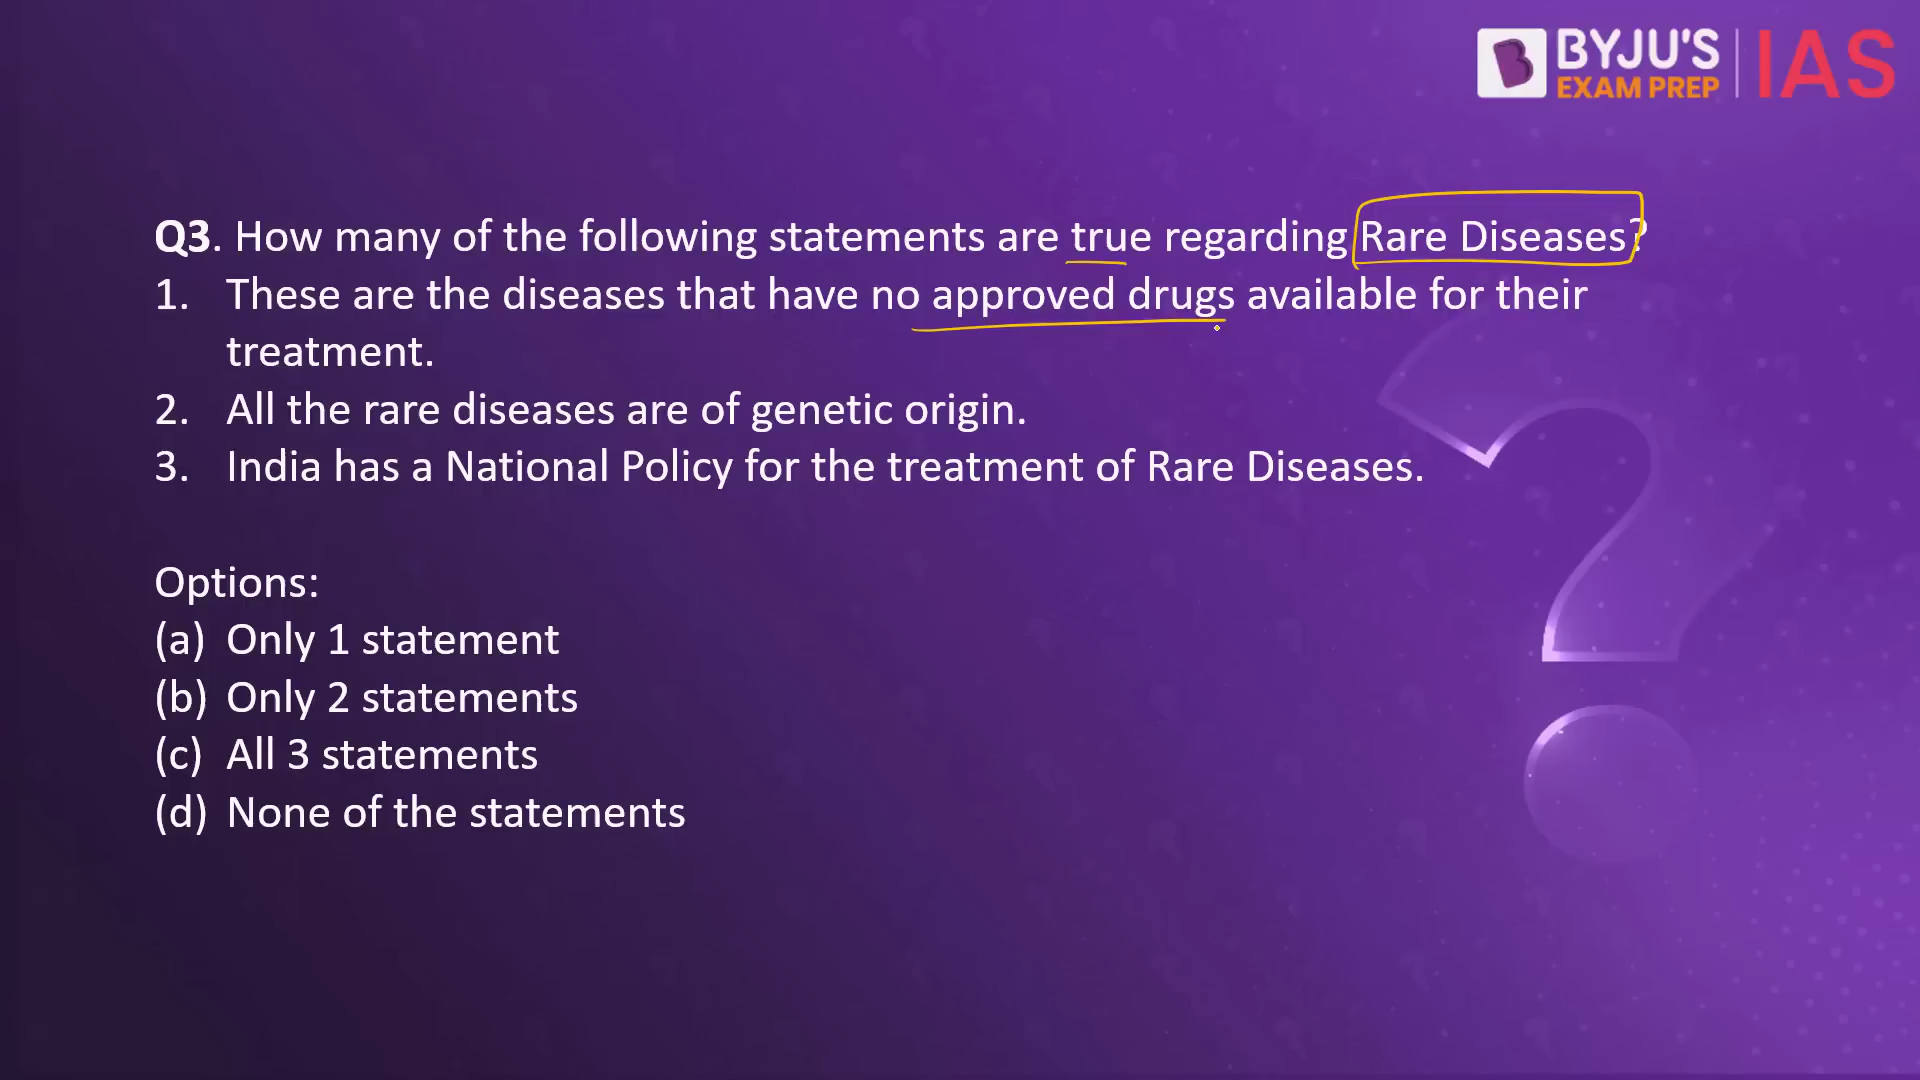 BYJU'S
EXAM PREP
IAS
Q3. How many of the following statements are true regarding Rare Diseases?
1. These are the diseases that have no approved drugs available for their
treatment.
2. All the rare diseases are of genetic origin.
3. India has a National Policy for the treatment of Rare Diseases.
Options:
(a) Only 1 statement
(b) Only 2 statements
(c) All 3 statements
(d) None of the statements